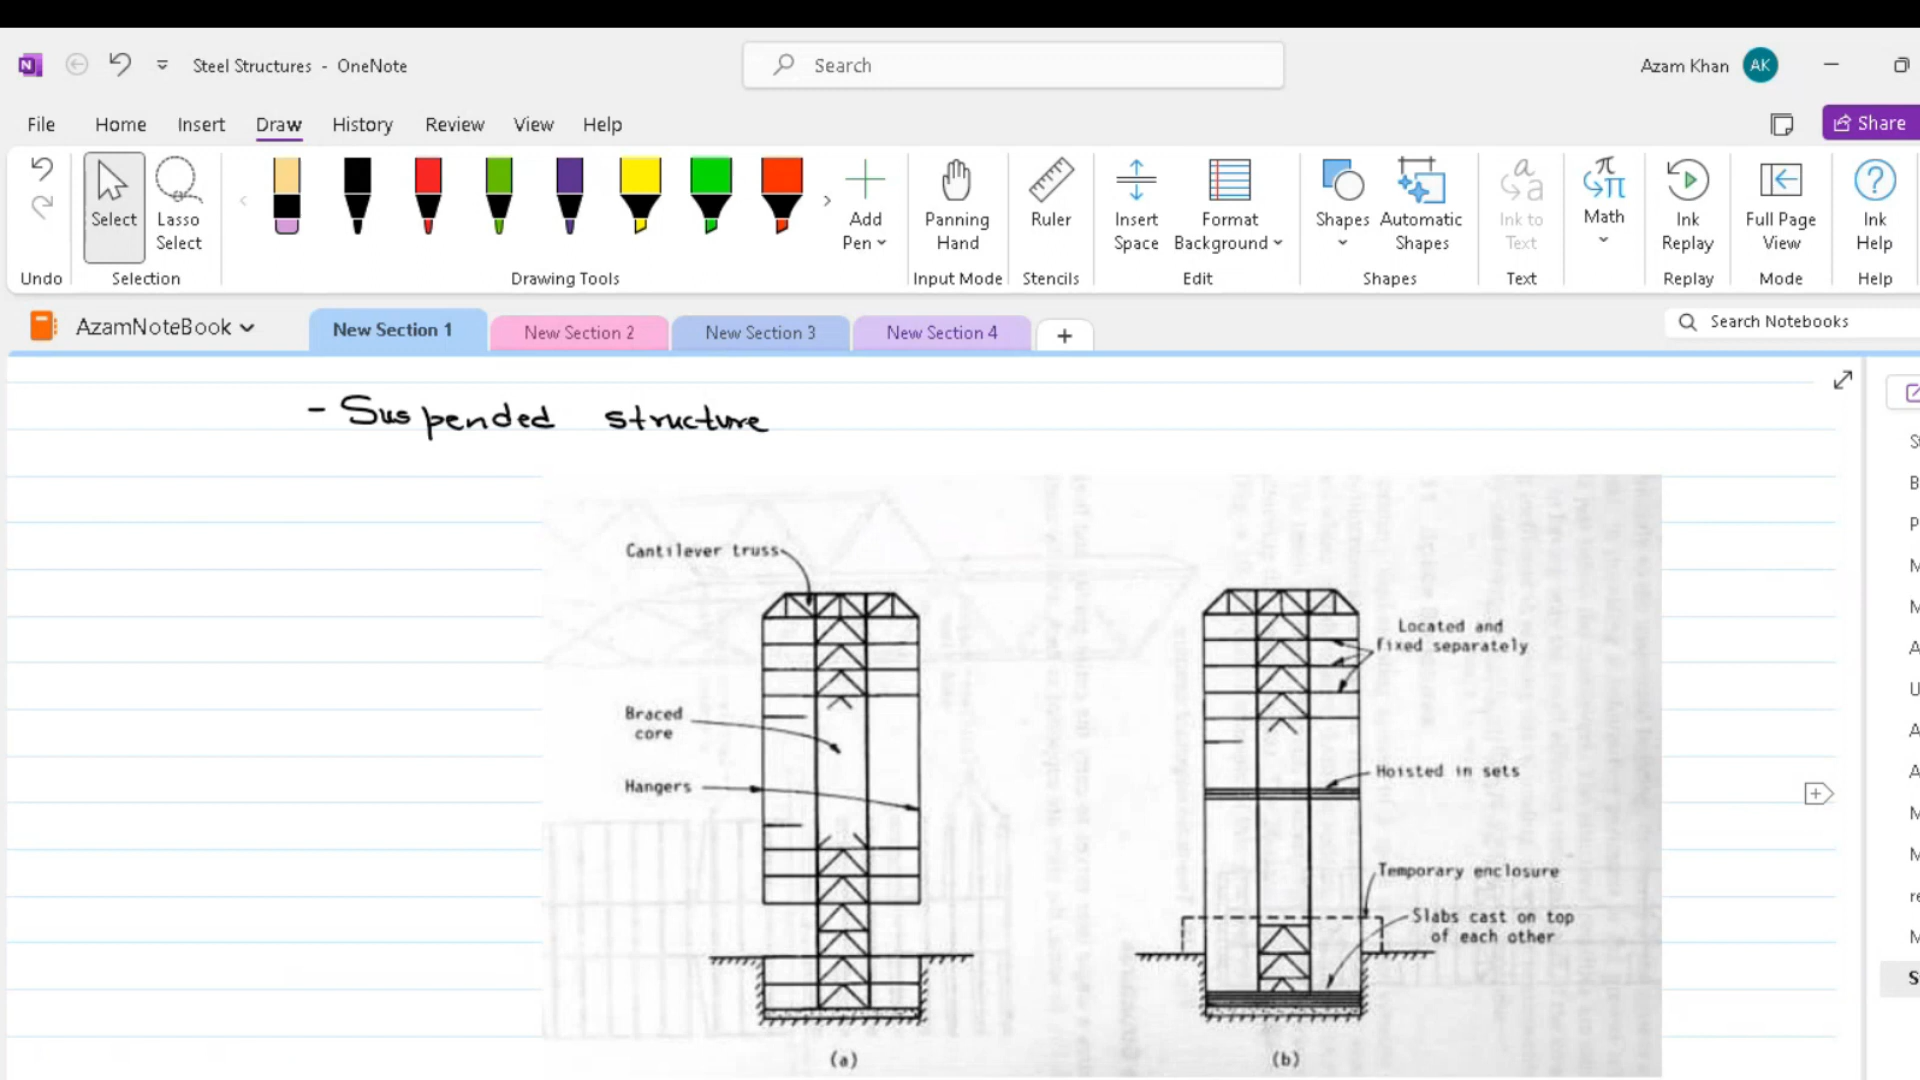 Steel Structures - OneNote
Search
Azam Khan
AK
File
Home
Insert
Draw
History
Review
View
Help
Share
Select
Lasso
Select
Add
Pen
Panning
Hand
Ruler
Insert
Space
Format
Background
Shapes
Automatic
Shapes
Ink to
Text
Math
Ink
Replay
Full Page
View
Ink
Help
Undo
Selection
Drawing Tools
Input Mode
Stencils
Edit
Shapes
Text
Replay
Mode
Help
AzamNoteBook
New Section 1
New Section 2
New Section 3
New Section 4
Search Notebooks
- Suspended structure
Cantilever truss
Braced
core
Hangers
(a)
Located and
fixed separately
Hoisted in sets
Temporary enclosure
Slabs cast on top
of each other
(b)